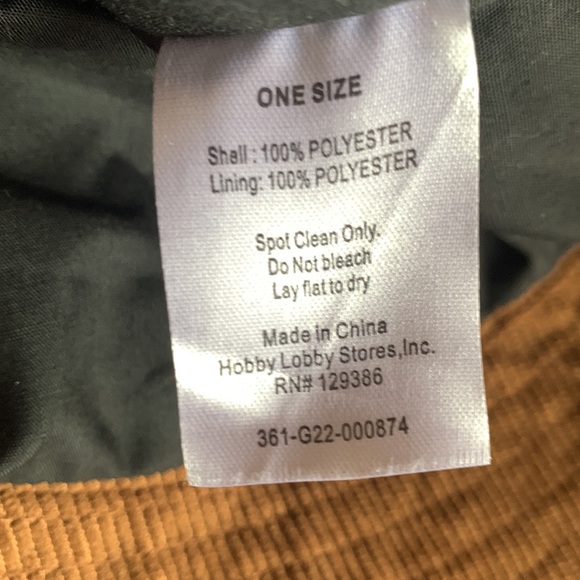 ONE SIZE
Shell : 100% POLYESTER
Lining: 100% POLYESTER
Spot Clean Only.
Do Not bleach
Lay flat to dry
Made in China
Hobby Lobby Stores,Inc.
RN# 129386
361-G22-000874